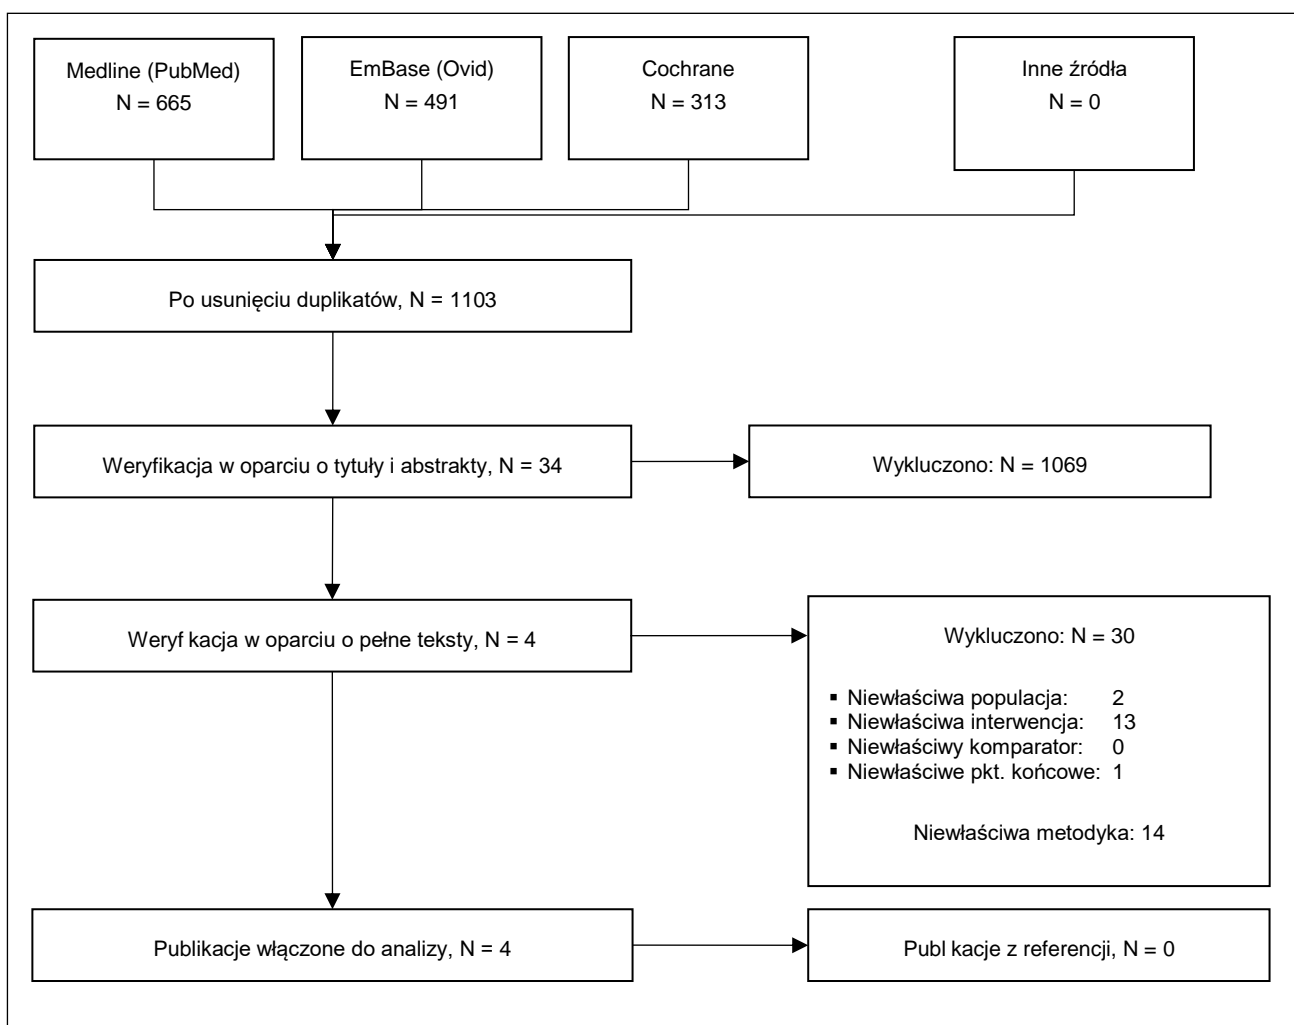 Medline (PubMed)
N = 665
EmBase (Ovid)
N = 491
Cochrane
N = 313
Inne źródła
N = 0
Po usunięciu duplikatów, N = 1103
Weryfikacja w oparciu o tytuły i abstrakty, N = 34
Wykluczono: N = 1069
Weryf kacja w oparciu o pełne teksty, N = 4
Wykluczono: N = 30
▪ Niewłaściwa populacja: 2
▪ Niewłaściwa interwencja: 13
▪ Niewłaściwy komparator: 0
▪ Niewłaściwe pkt. końcowe: 1
Niewłaściwa metodyka: 14
Publikacje włączone do analizy, N = 4
Publ kacje z referencji, N = 0